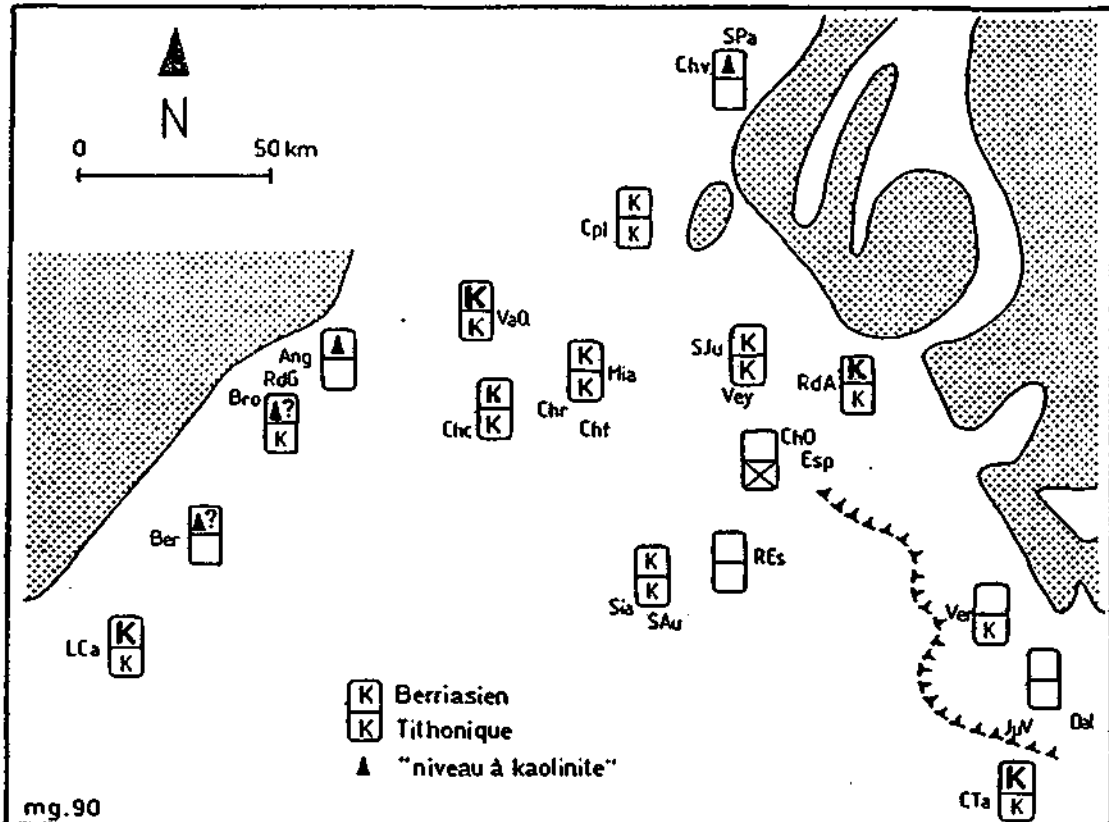 SPa
Chv
N
0 50 km
K
Cpl
K
K
VaQ
K
Ang
RdG
Bro
?
K
K
Mia
K
Chr
Cht
K
Chc
K
SJu
K
K
Vey
RdA
K
K
ChO
Esp
Ber
?
REs
K
K
Sia
SAu
Ver
K
LCa
K
K
Dal
JuV
K Berriasien
K Tithonique
"niveau à kaolinite"
CTa
K
K
mg.90